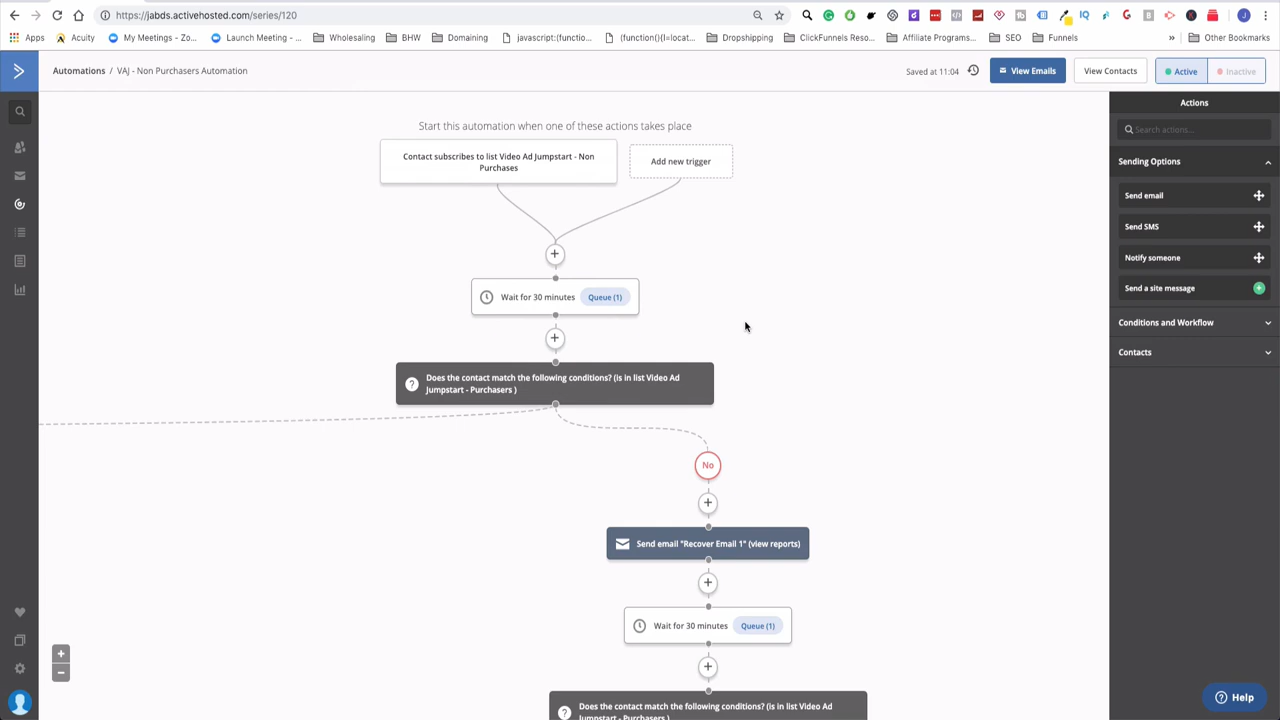 https://jabds.activehosted.com/series/120
Apps
Acuity
My Meetings - Zo...
Launch Meeting - ...
Wholesaling
BHW
Domaining
javascript:(functio...
(function(){l=locat...
Dropshipping
ClickFunnels Reso...
Affiliate Programs...
SEO
Funnels
»
Other Bookmarks
Automations / VAJ - Non Purchasers Automation
Saved at 11:04
View Emails
View Contacts
Active
Inactive
Start this automation when one of these actions takes place
Contact subscribes to list Video Ad Jumpstart - Non
Purchases
Add new trigger
Wait for 30 minutes Queue (1)
Does the contact match the following conditions? (Is in list Video Ad
Jumpstart - Purchasers )
No
Send email "Recover Email 1" (view reports)
Wait for 30 minutes Queue (1)
Does the contact match the following conditions? (Is in list Video Ad
Jumpstart - Purchasers )
Actions
Search actions...
Sending Options
Send email
Send SMS
Notify someone
Send a site message
Conditions and Workflow
Contacts
Help